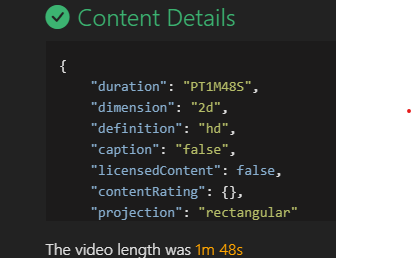 Content Details
{
"duration": "PT1M48S",
"dimension": "2d",
"definition": "hd",
"caption": "false",
"licensedContent": false,
"contentRating": {},
"projection": "rectangular"
The video length was 1m 48s